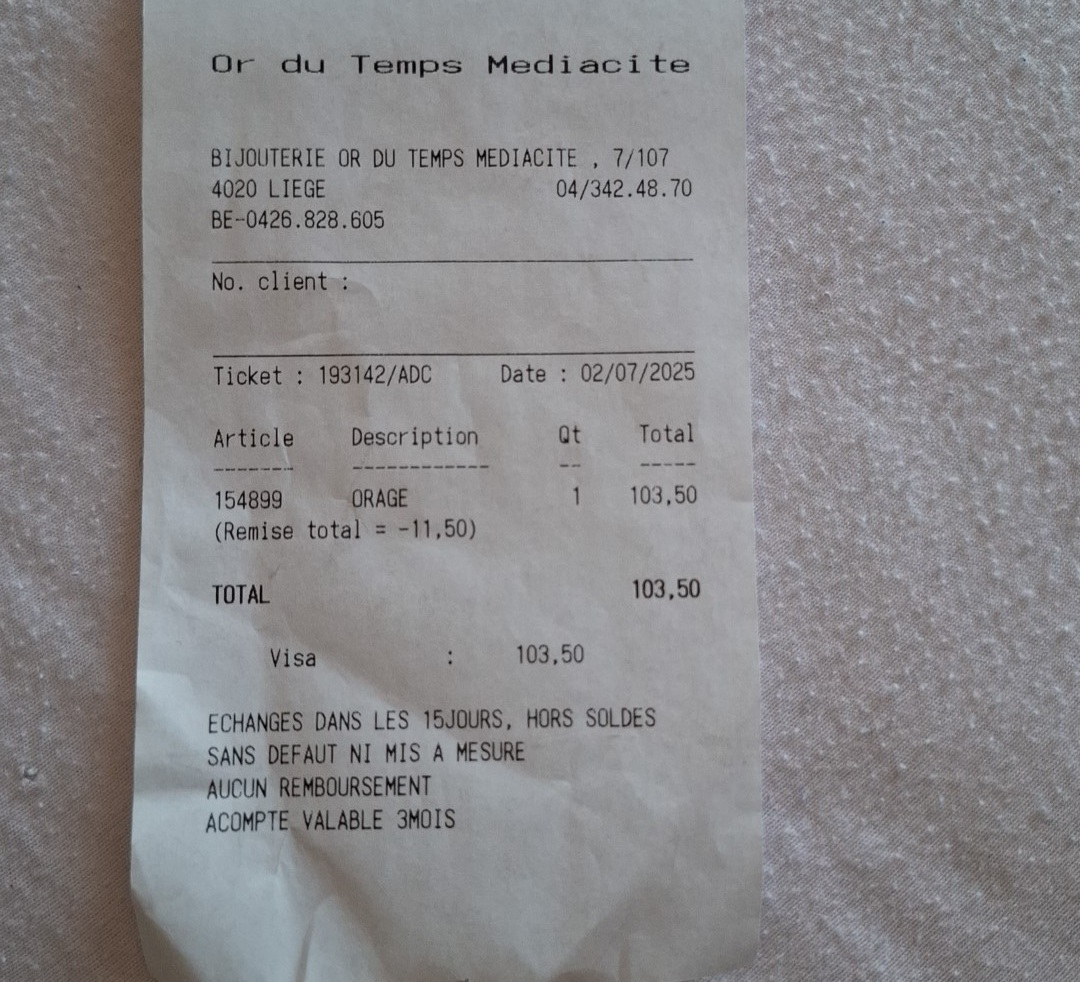 Or du Temps Mediacite
BIJOUTERIE OR DU TEMPS MEDIACITE , 7/107
4020 LIEGE 04/342.48.70
BE-0426.828.605
No. client :
Ticket : 193142/ADC Date : 02/07/2025
Article Description Qt Total
------- ------------ -- -----
154899 ORAGE 1 103,50
(Remise total = -11,50)
TOTAL 103,50
Visa : 103,50
ECHANGES DANS LES 15JOURS, HORS SOLDES
SANS DEFAUT NI MIS A MESURE
AUCUN REMBOURSEMENT
ACOMPTE VALABLE 3MOIS